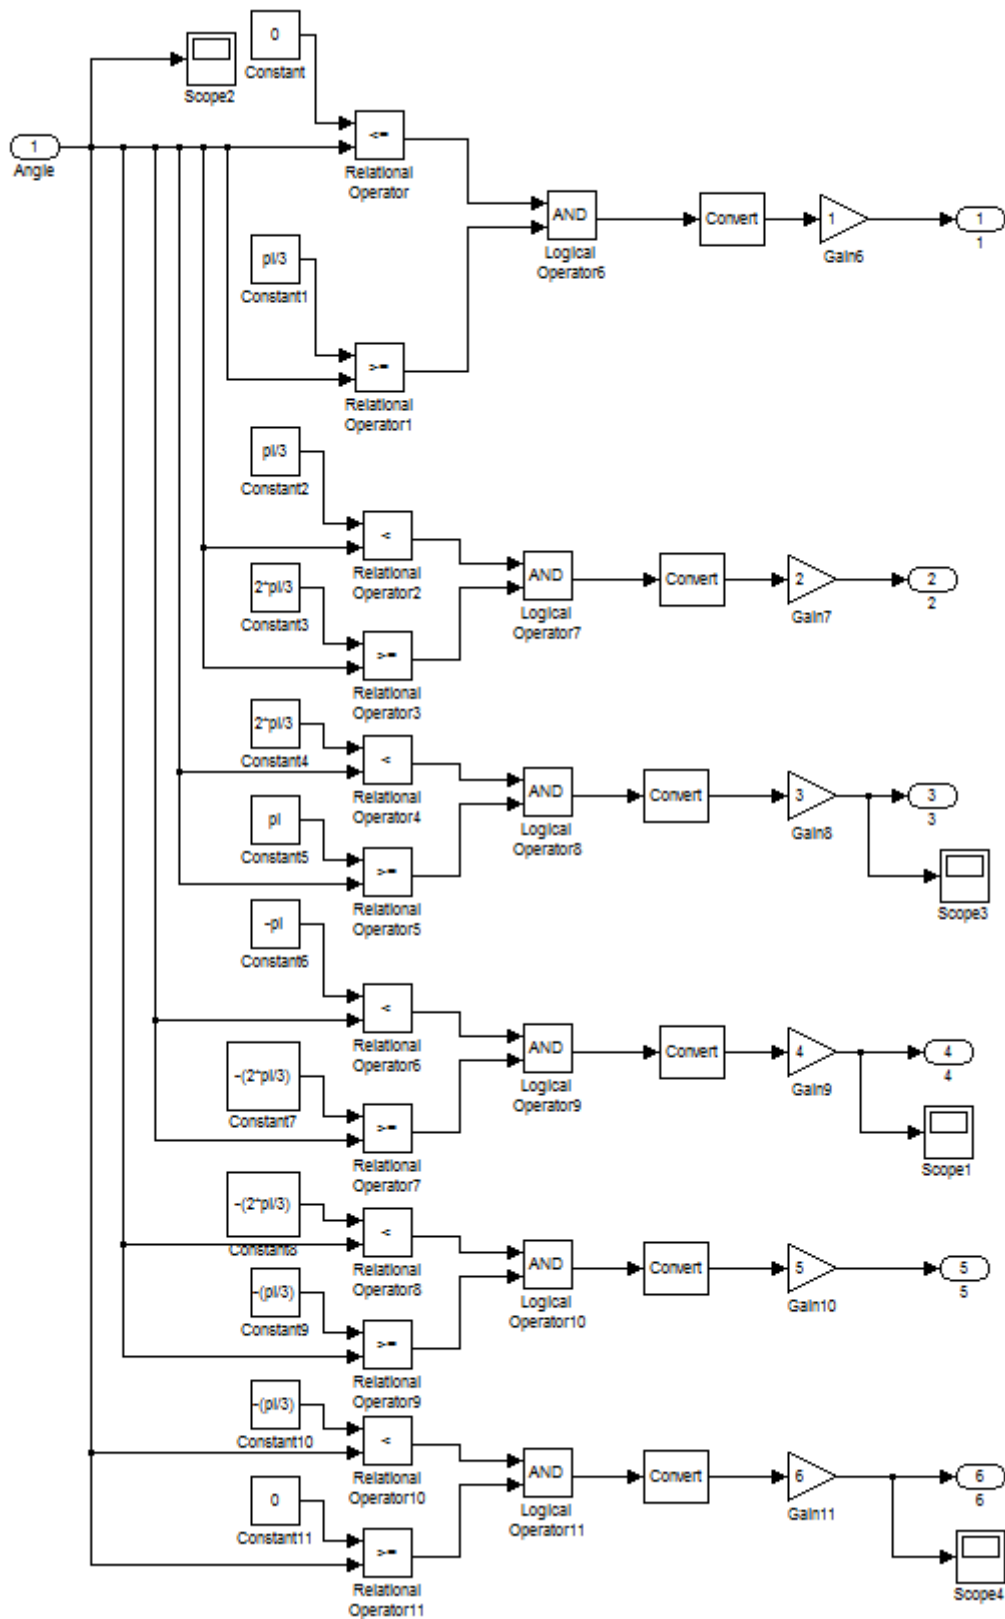 0
Constant
Scope2
1
Angle
<=
Relational
Operator
AND
Logical
Operator6
Convert
1
Gain6
1
1
pi/3
Constant1
>=
Relational
Operator1
pi/3
Constant2
<
Relational
Operator2
2*pi/3
Constant3
>=
Relational
Operator3
AND
Logical
Operator7
Convert
2
Gain7
2
2
2*pi/3
Constant4
<
Relational
Operator4
pi
Constant5
>=
Relational
Operator5
AND
Logical
Operator8
Convert
3
Gain8
3
3
Scope3
-pi
Constant6
<
Relational
Operator6
-(2*pi/3)
Constant7
>=
Relational
Operator7
AND
Logical
Operator9
Convert
4
Gain9
4
4
Scope1
-(2*pi/3)
Constant8
<
Relational
Operator8
-(pi/3)
Constant9
>=
Relational
Operator9
AND
Logical
Operator10
Convert
5
Gain10
5
5
-(pi/3)
Constant10
<
Relational
Operator10
0
Constant11
>=
Relational
Operator11
AND
Logical
Operator11
Convert
6
Gain11
6
6
Scope4